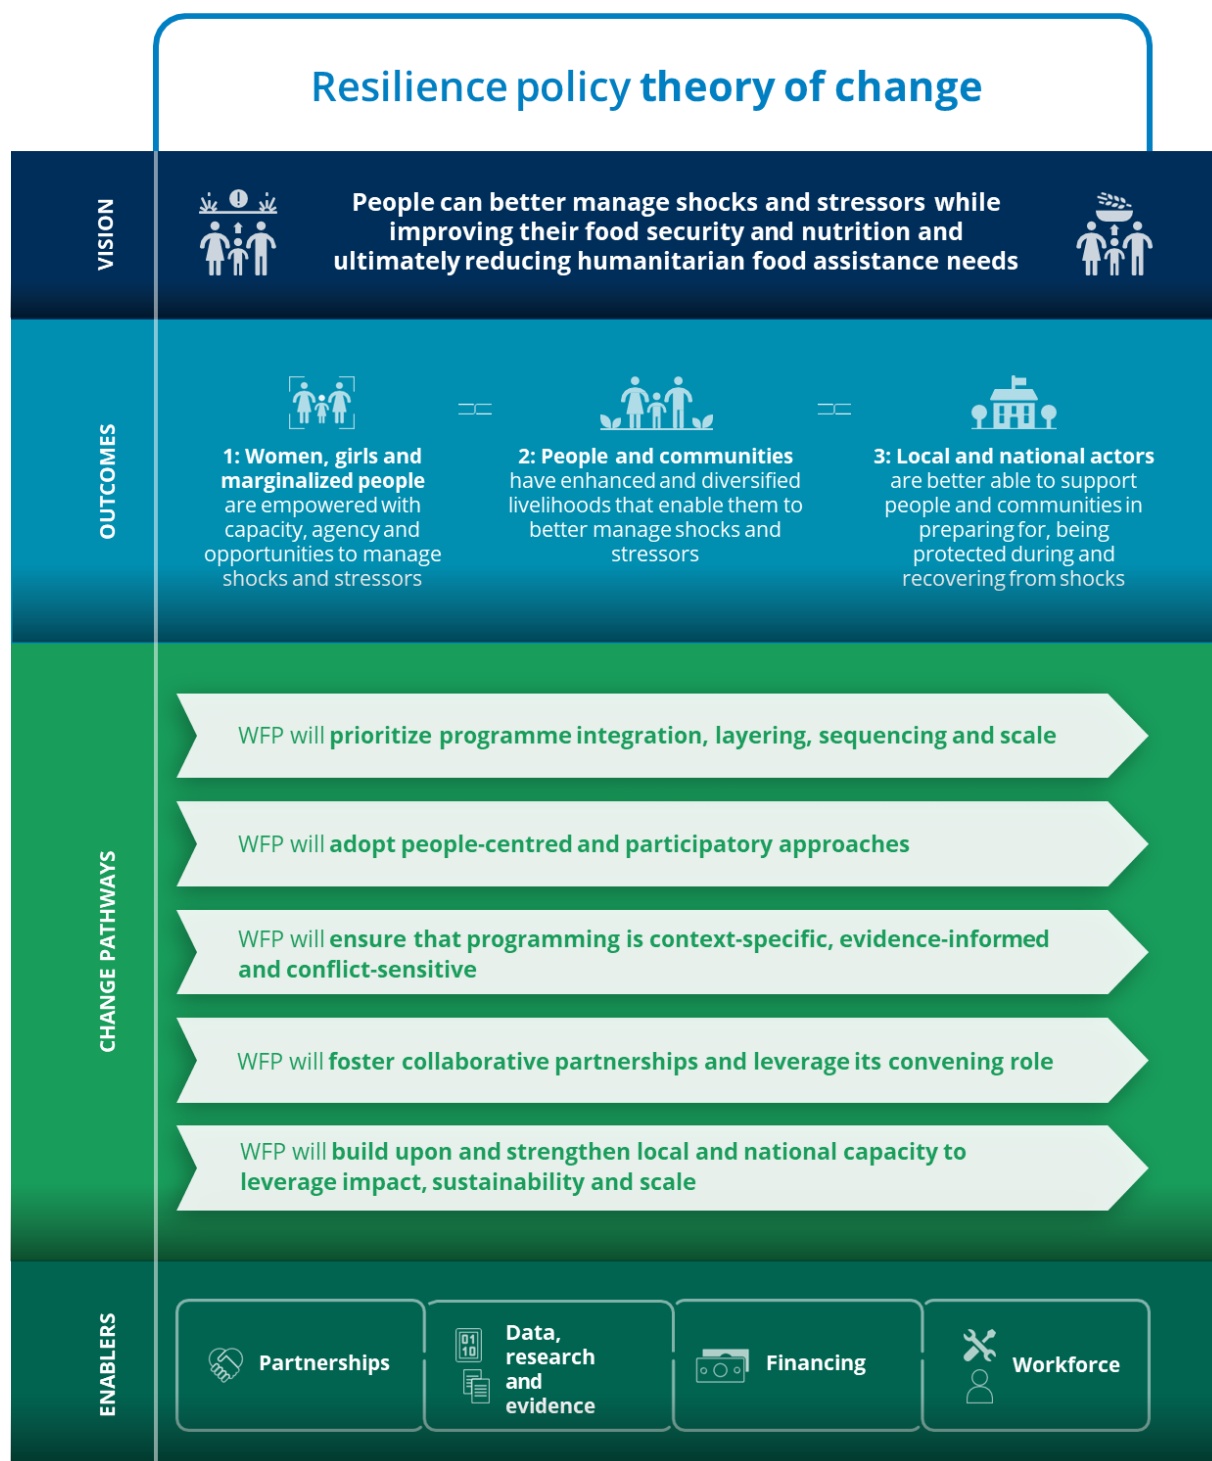 Resilience policy theory of change
VISION
People can better manage shocks and stressors while
improving their food security and nutrition and
ultimately reducing humanitarian food assistance needs
OUTCOMES
1: Women, girls and
marginalized people
are empowered with
capacity, agency and
opportunities to manage
shocks and stressors
2: People and communities
have enhanced and diversified
livelihoods that enable them to
better manage shocks and
stressors
3: Local and national actors
are better able to support
people and communities in
preparing for, being
protected during and
recovering from shocks
CHANGE PATHWAYS
WFP will prioritize programme integration, layering, sequencing and scale
WFP will adopt people-centred and participatory approaches
WFP will ensure that programming is context-specific, evidence-informed
and conflict-sensitive
WFP will foster collaborative partnerships and leverage its convening role
WFP will build upon and strengthen local and national capacity to
leverage impact, sustainability and scale
ENABLERS
Partnerships
01
10
Data,
research
and
evidence
Financing
Workforce